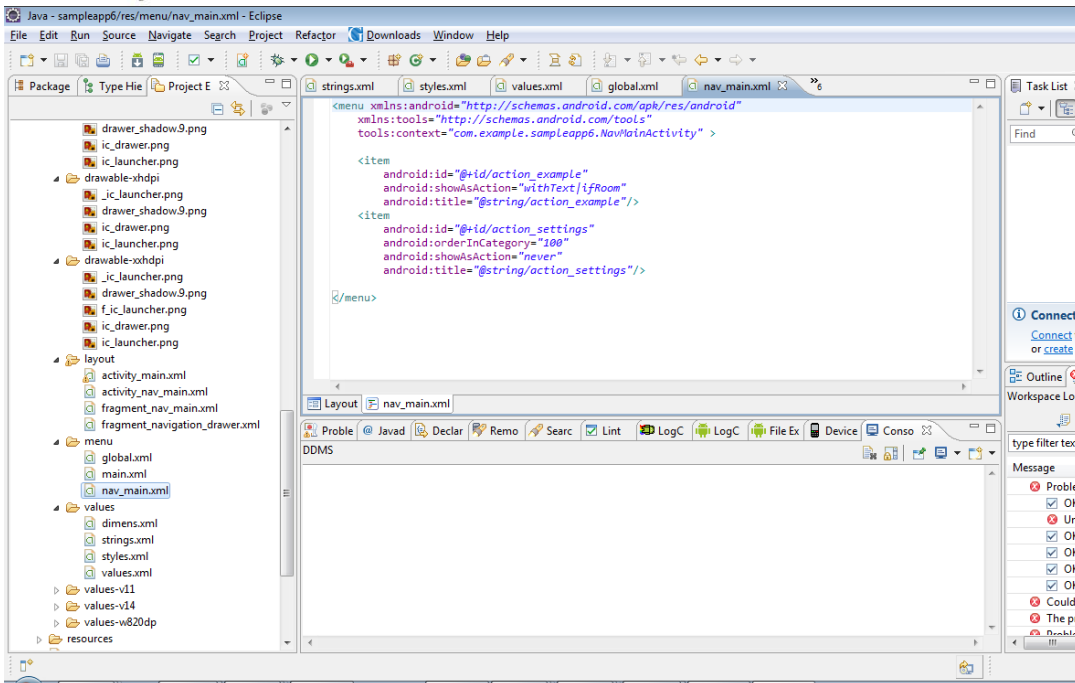 Java - sampleapp6/res/menu/nav_main.xml - Eclipse
File Edit Run Source Navigate Search Project Refactor Downloads Window Help
Package Type Hie Project E
strings.xml styles.xml values.xml global.xml nav_main.xml 6
Task List
Find
drawer_shadow.9.png
ic_drawer.png
ic_launcher.png
drawable-xhdpi
_ic_launcher.png
drawer_shadow.9.png
ic_drawer.png
ic_launcher.png
drawable-xxhdpi
_ic_launcher.png
drawer_shadow.9.png
f_ic_launcher.png
ic_drawer.png
ic_launcher.png
layout
activity_main.xml
activity_nav_main.xml
fragment_nav_main.xml
fragment_navigation_drawer.xml
menu
global.xml
main.xml
nav_main.xml
values
dimens.xml
strings.xml
styles.xml
values.xml
values-v11
values-v14
values-w820dp
resources
<menu xmlns:android="http://schemas.android.com/apk/res/android"
xmlns:tools="http://schemas.android.com/tools"
tools:context="com.example.sampleapp6.NavMainActivity" >
<item
android:id="@+id/action_example"
android:showAsAction="withText|ifRoom"
android:title="@string/action_example"/>
<item
android:id="@+id/action_settings"
android:orderInCategory="100"
android:showAsAction="never"
android:title="@string/action_settings"/>
</menu>
Layout nav_main.xml
Proble Javad Declar Remo Searc Lint LogC LogC File Ex Device Conso
DDMS
Connect
Connect
or create
Outline
Workspace Lo
type filter tex
Message
Proble
Ok
Ur
Ok
Ok
Ok
Ok
Could
The p